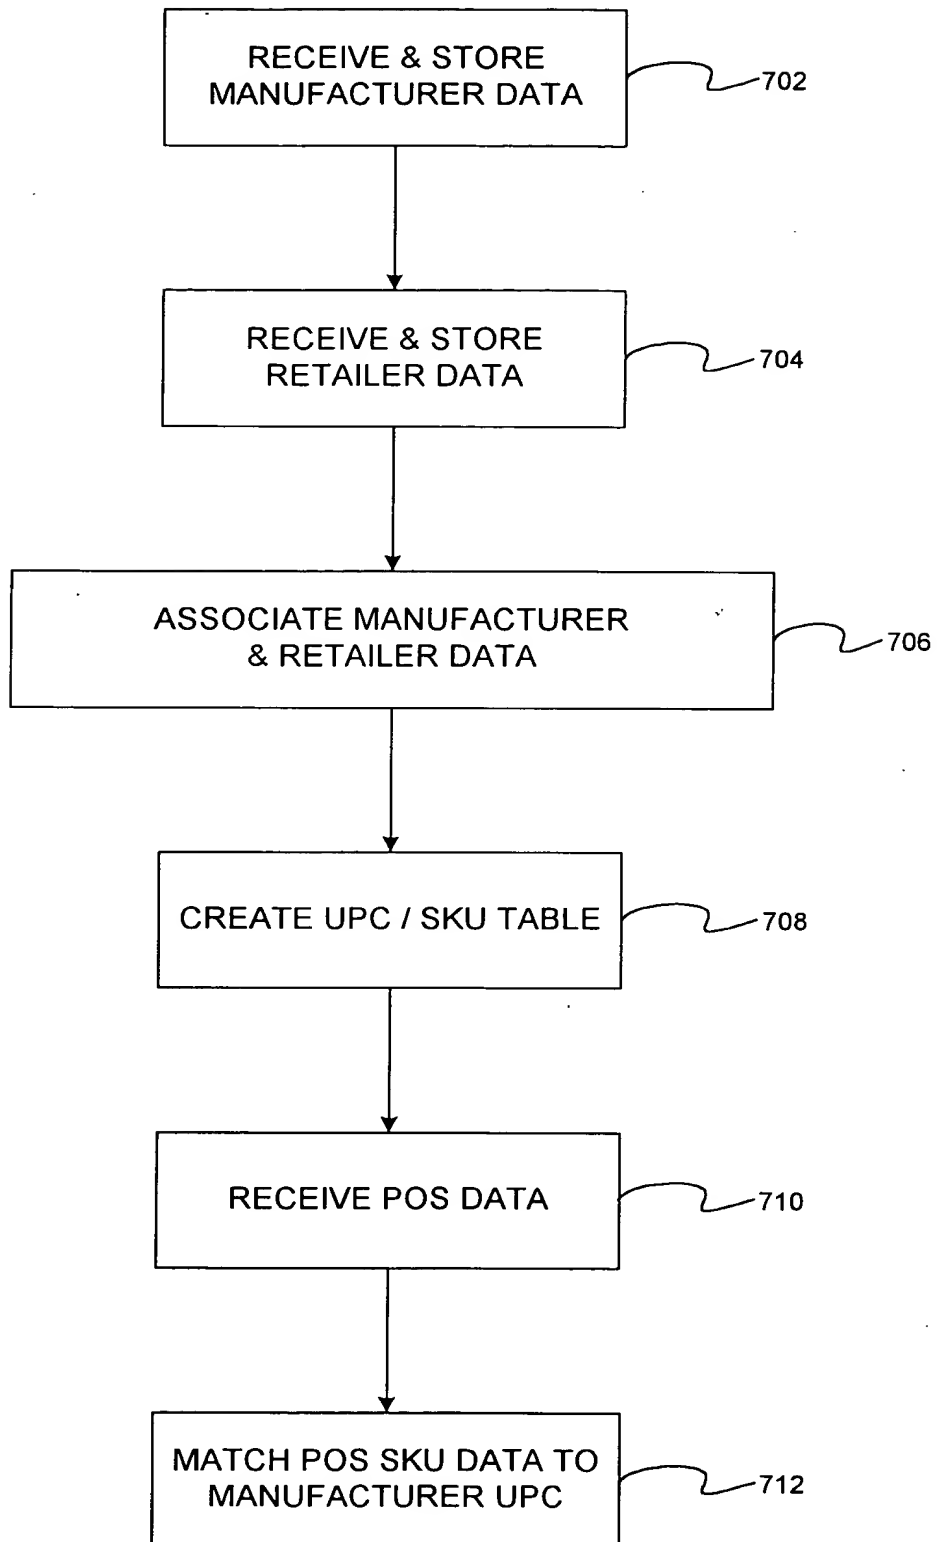 RECEIVE & STORE
MANUFACTURER DATA
702
RECEIVE & STORE
RETAILER DATA
704
ASSOCIATE MANUFACTURER
& RETAILER DATA
706
CREATE UPC / SKU TABLE
708
RECEIVE POS DATA
710
MATCH POS SKU DATA TO
MANUFACTURER UPC
712